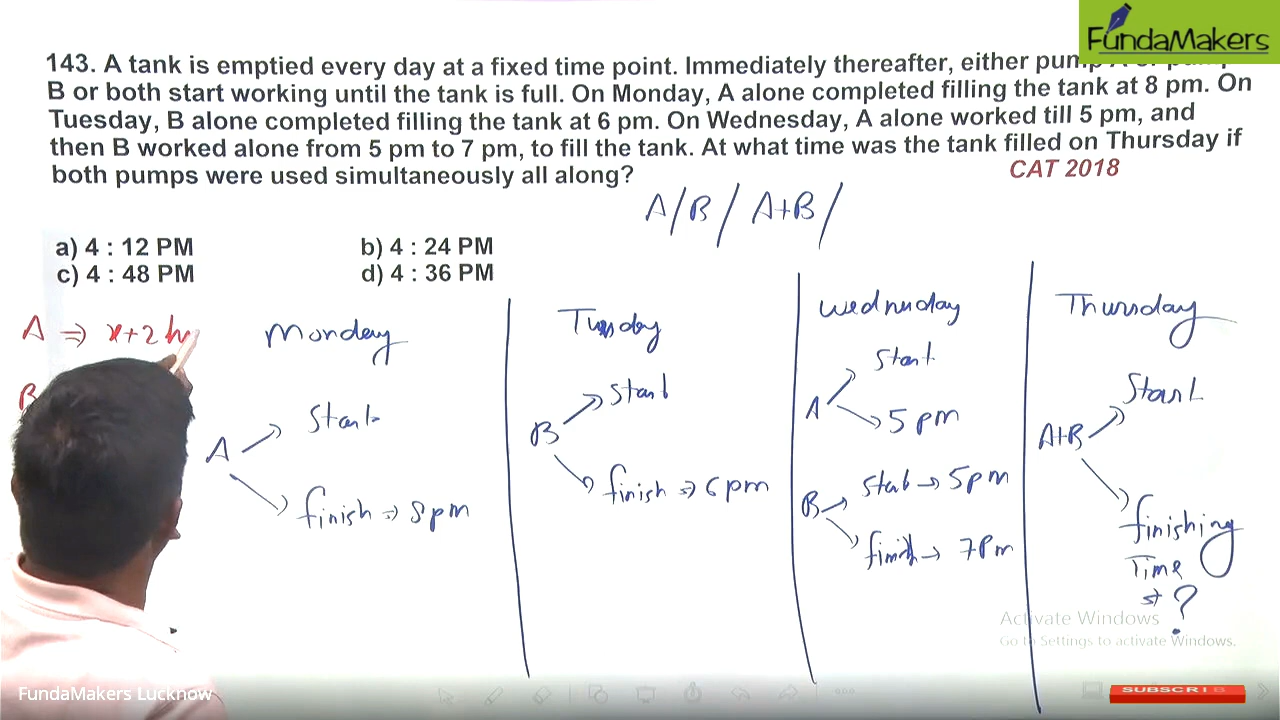 FundaMakers
143. A tank is emptied every day at a fixed time point. Immediately thereafter, either pump
B or both start working until the tank is full. On Monday, A alone completed filling the tank at 8 pm. On
Tuesday, B alone completed filling the tank at 6 pm. On Wednesday, A alone worked till 5 pm, and
then B worked alone from 5 pm to 7 pm, to fill the tank. At what time was the tank filled on Thursday if
both pumps were used simultaneously all along?
CAT 2018
A/B/ A+B/
a) 4 : 12 PM
b) 4 : 24 PM
c) 4 : 48 PM
d) 4 : 36 PM
A ⇒ x+2 hr
B
Monday
A
Start
finish ⇒ 8pm
Tuesday
B
Start
finish ⇒ 6pm
Wednesday
A
Start
5 pm
B
Start → 5pm
finish → 7Pm
Thursday
A+B
Start
finishing
Time
?
Activate Windows
Go to Settings to activate Windows.
FundaMakers Lucknow
SUBSCRIB